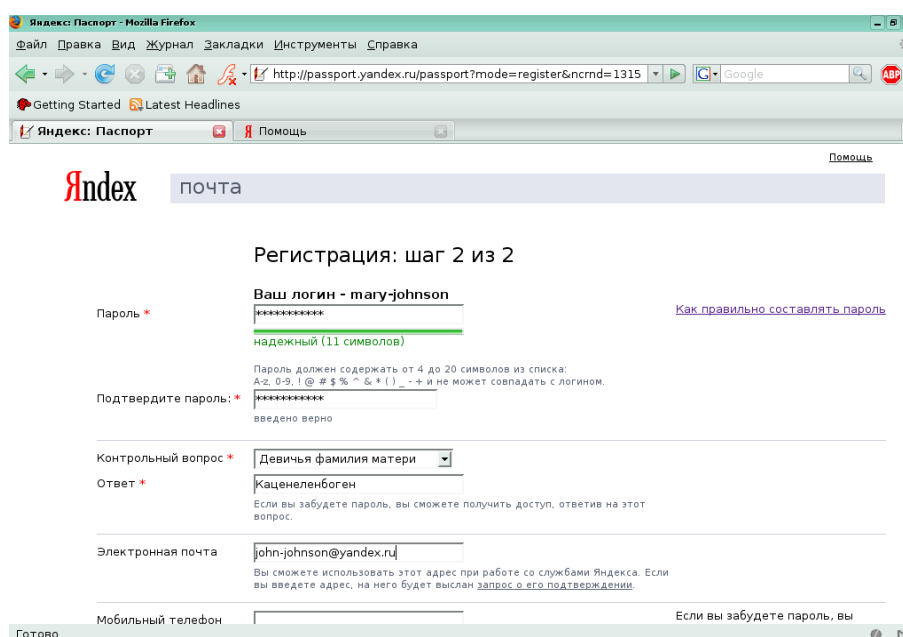 Яндекс: Паспорт - Mozilla Firefox
Файл Правка Вид Журнал Закладки Инструменты Справка
http://passport.yandex.ru/passport?mode=register&ncrnd=1315 G Google ABP
Getting Started Latest Headlines
Яндекс: Паспорт Я Помощь
Помощь
Яndex почта
Регистрация: шаг 2 из 2
Ваш логин - mary-johnson
Пароль * *********** Как правильно составлять пароль
надежный (11 символов)
Пароль должен содержать от 4 до 20 символов из списка:
A-z, 0-9, ! @ # $ % ^ & * ( ) _ - + и не может совпадать с логином.
Подтвердите пароль: * ***********
введено верно
Контрольный вопрос * Девичья фамилия матери
Ответ * Каценеленбоген
Если вы забудете пароль, вы сможете получить доступ, ответив на этот
вопрос.
Электронная почта john-johnson@yandex.ru
Вы сможете использовать этот адрес при работе со службами Яндекса. Если
вы введете адрес, на него будет выслан запрос о его подтверждении.
Мобильный телефон Если вы забудете пароль, вы
Готово